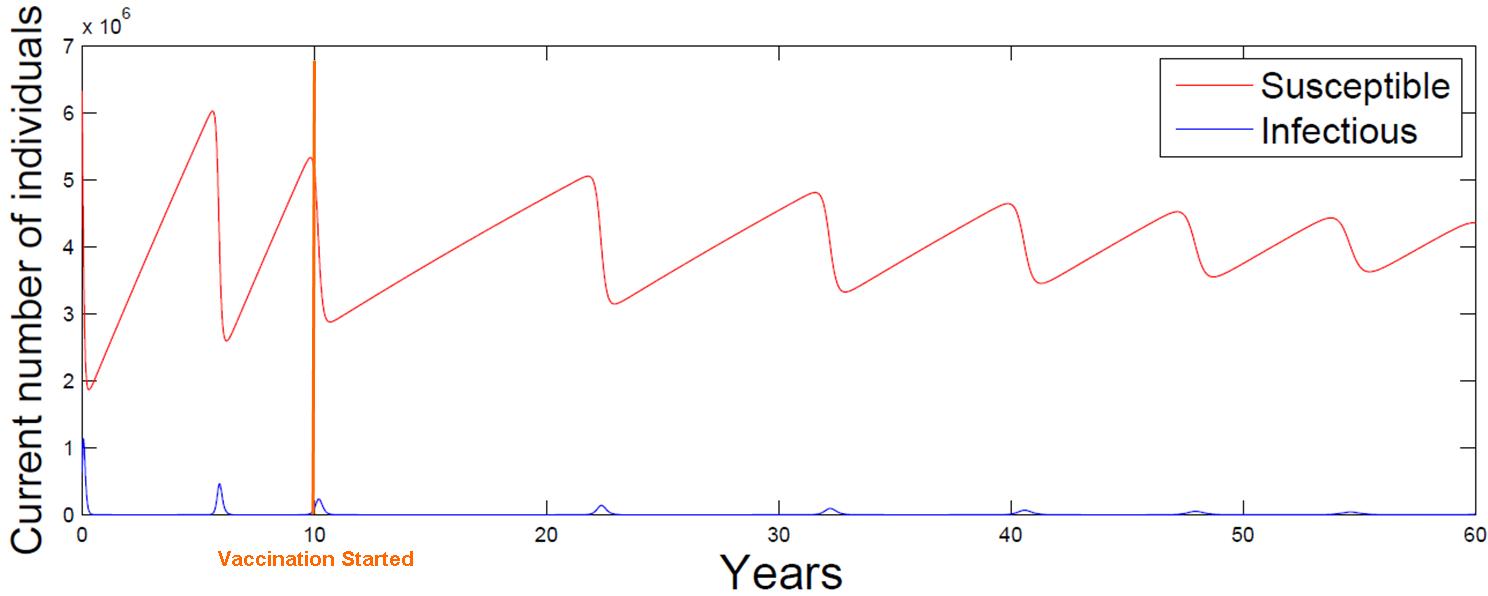 x 10^6
Current number of individuals
7
6
5
4
3
2
1
0
Susceptible
Infectious
0 10 20 30 40 50 60
Vaccination Started
Years